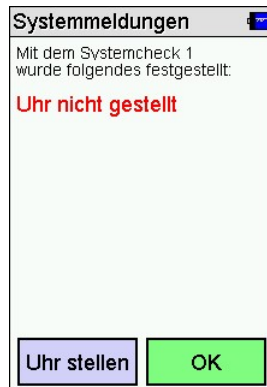 Systemmeldungen
Mit dem Systemcheck 1
wurde folgendes festgestellt:
Uhr nicht gestellt
Uhr stellen
OK